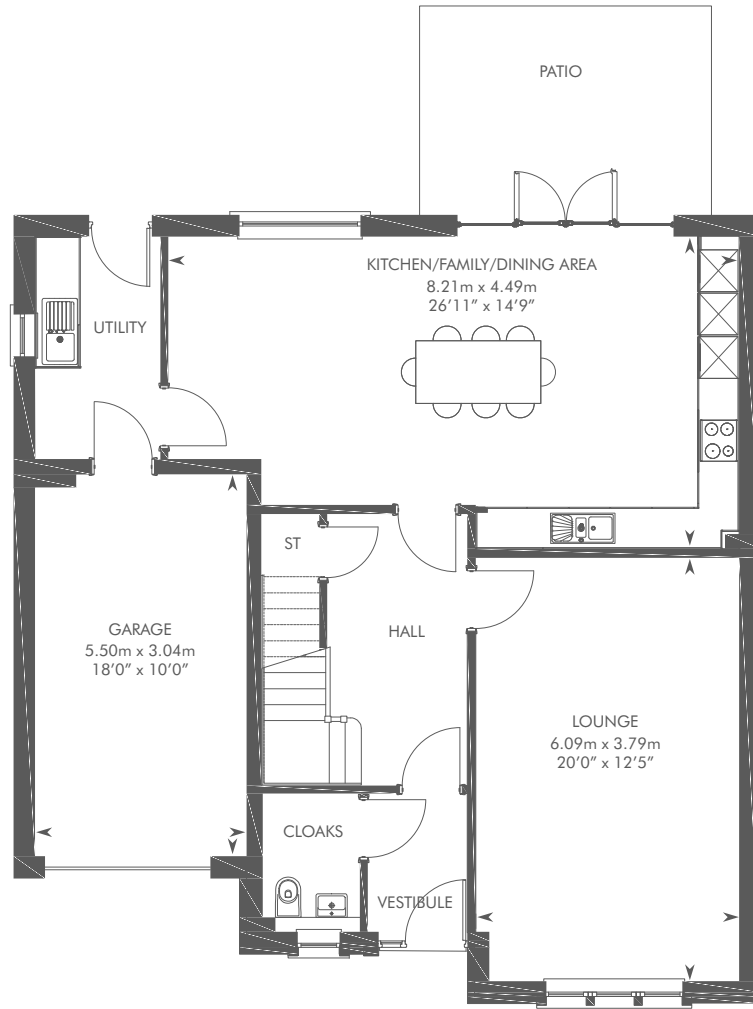 PATIO
KITCHEN/FAMILY/DINING AREA
8.21m x 4.49m
26’11” x 14’9”
UTILITY
ST
HALL
GARAGE
5.50m x 3.04m
18’0” x 10’0”
LOUNGE
6.09m x 3.79m
20’0” x 12’5”
CLOAKS
VESTIBULE